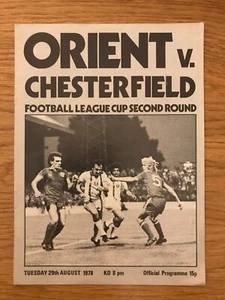 ORIENT v.
CHESTERFIELD
FOOTBALL LEAGUE CUP SECOND ROUND
TUESDAY 29th AUGUST 1978 KO 8 pm Official Programme 15p